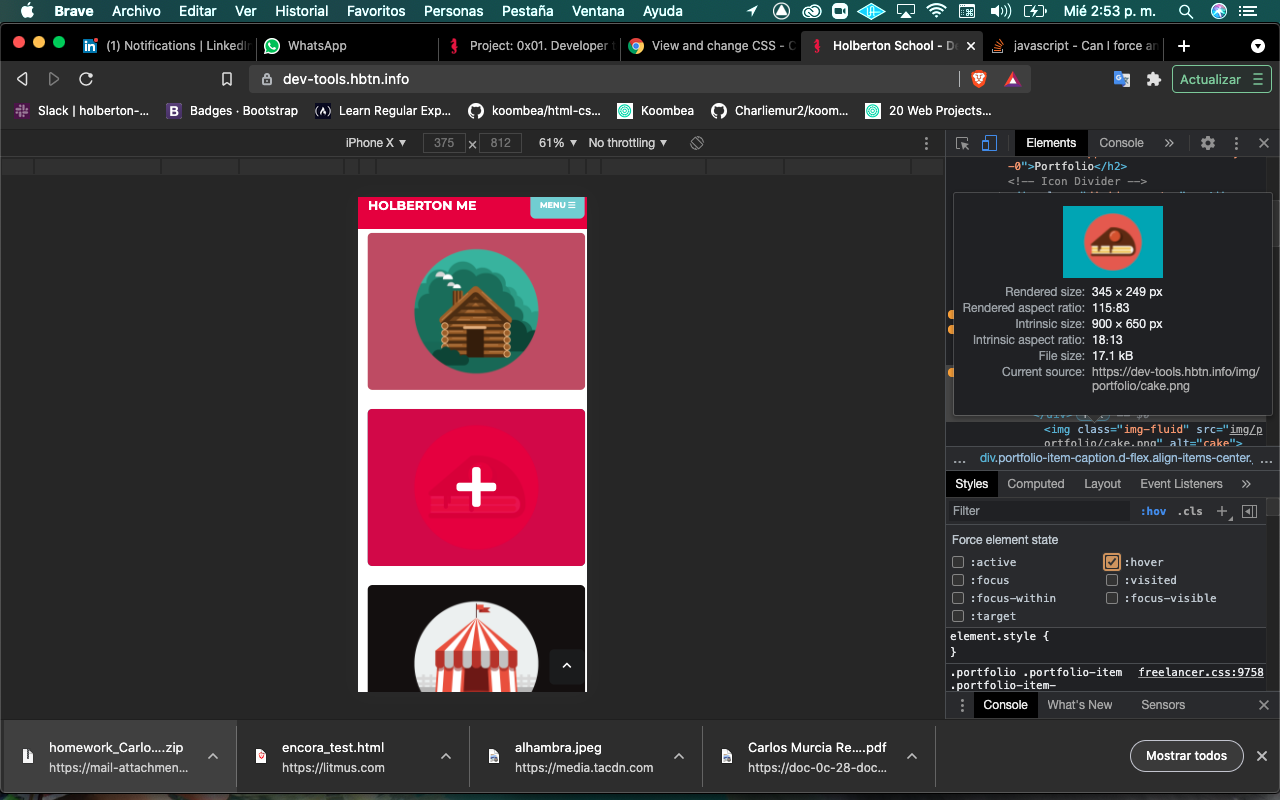 Brave Archivo Editar Ver Historial Favoritos Personas Pestaña Ventana Ayuda Mié 2:53 p. m.
(1) Notifications | LinkedIn WhatsApp Project: 0x01. Developer View and change CSS - C Holberton School - De javascript - Can I force an
dev-tools.hbtn.info Actualizar
Slack | holberton-... Badges · Bootstrap Learn Regular Exp... koombea/html-cs... Koombea Charliemur2/koom... 20 Web Projects...
iPhone X 375 × 812 61% No throttling Elements Console »
-0">Portfolio</h2>
<!-- Icon Divider -->
HOLBERTON ME MENU
Rendered size: 345 × 249 px
Rendered aspect ratio: 115:83
Intrinsic size: 900 × 650 px
Intrinsic aspect ratio: 18:13
File size: 17.1 kB
Current source: https://dev-tools.hbtn.info/img/
portfolio/cake.png
<img class="img-fluid" src="img/p
ortfolio/cake.png" alt="cake">
... div.portfolio-item-caption.d-flex.align-items-center. ...
Styles Computed Layout Event Listeners »
Filter :hov .cls +
Force element state
:active :hover
:focus :visited
:focus-within :focus-visible
:target
element.style {
}
.portfolio .portfolio-item freelancer.css:9758
.portfolio-item-
Console What's New Sensors
homework_Carlo....zip encora_test.html alhambra.jpeg Carlos Murcia Re....pdf
https://mail-attachmen... https://litmus.com https://media.tacdn.com https://doc-0c-28-doc...
Mostrar todos